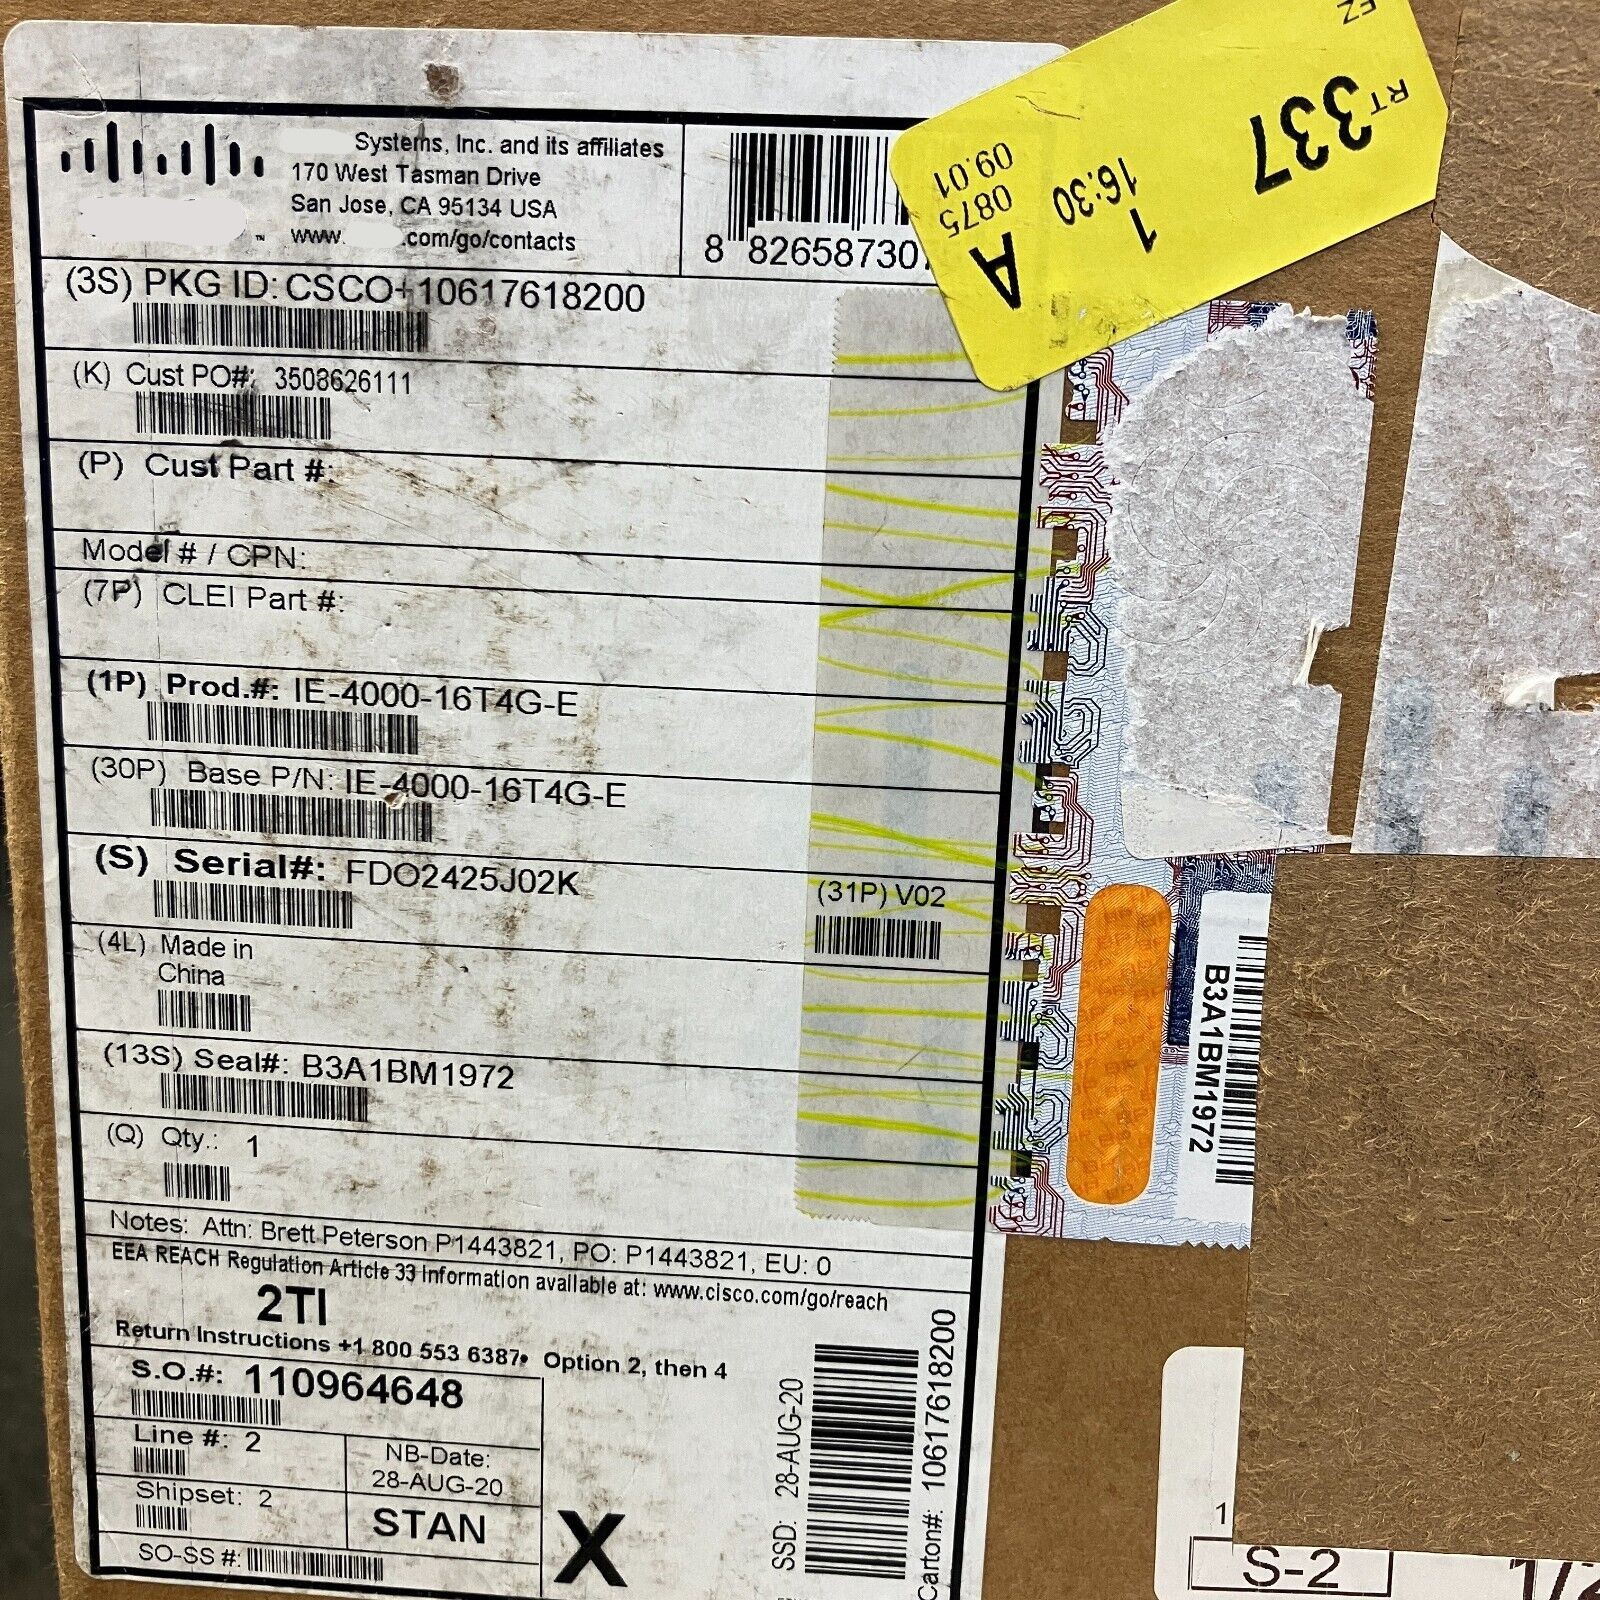 Systems, Inc. and its affiliates
170 West Tasman Drive
San Jose, CA 95134 USA
www. .com/go/contacts
8 82658730
(3S) PKG ID: CSCO+10617618200
(K) Cust PO#: 3508626111
(P) Cust Part #:
Model # / CPN:
(7P) CLEI Part #:
(1P) Prod.#: IE-4000-16T4G-E
(30P) Base P/N: IE-4000-16T4G-E
(S) Serial#: FDO2425J02K
(31P) V02
(4L) Made in
China
(13S) Seal#: B3A1BM1972
(Q) Qty.: 1
Notes: Attn: Brett Peterson P1443821, PO: P1443821, EU: 0
EEA REACH Regulation Article 33 Information available at: www.cisco.com/go/reach
2TI
Return Instructions +1 800 553 6387• Option 2, then 4
S.O.#: 110964648
Line #: 2
NB-Date:
28-AUG-20
Shipset: 2
STAN
SO-SS #:
X
SSD: 28-AUG-20
Carton#: 10617618200
EZ
RT 337
1
16:30
A
0875
09.01
B3A1BM1972
1
S-2